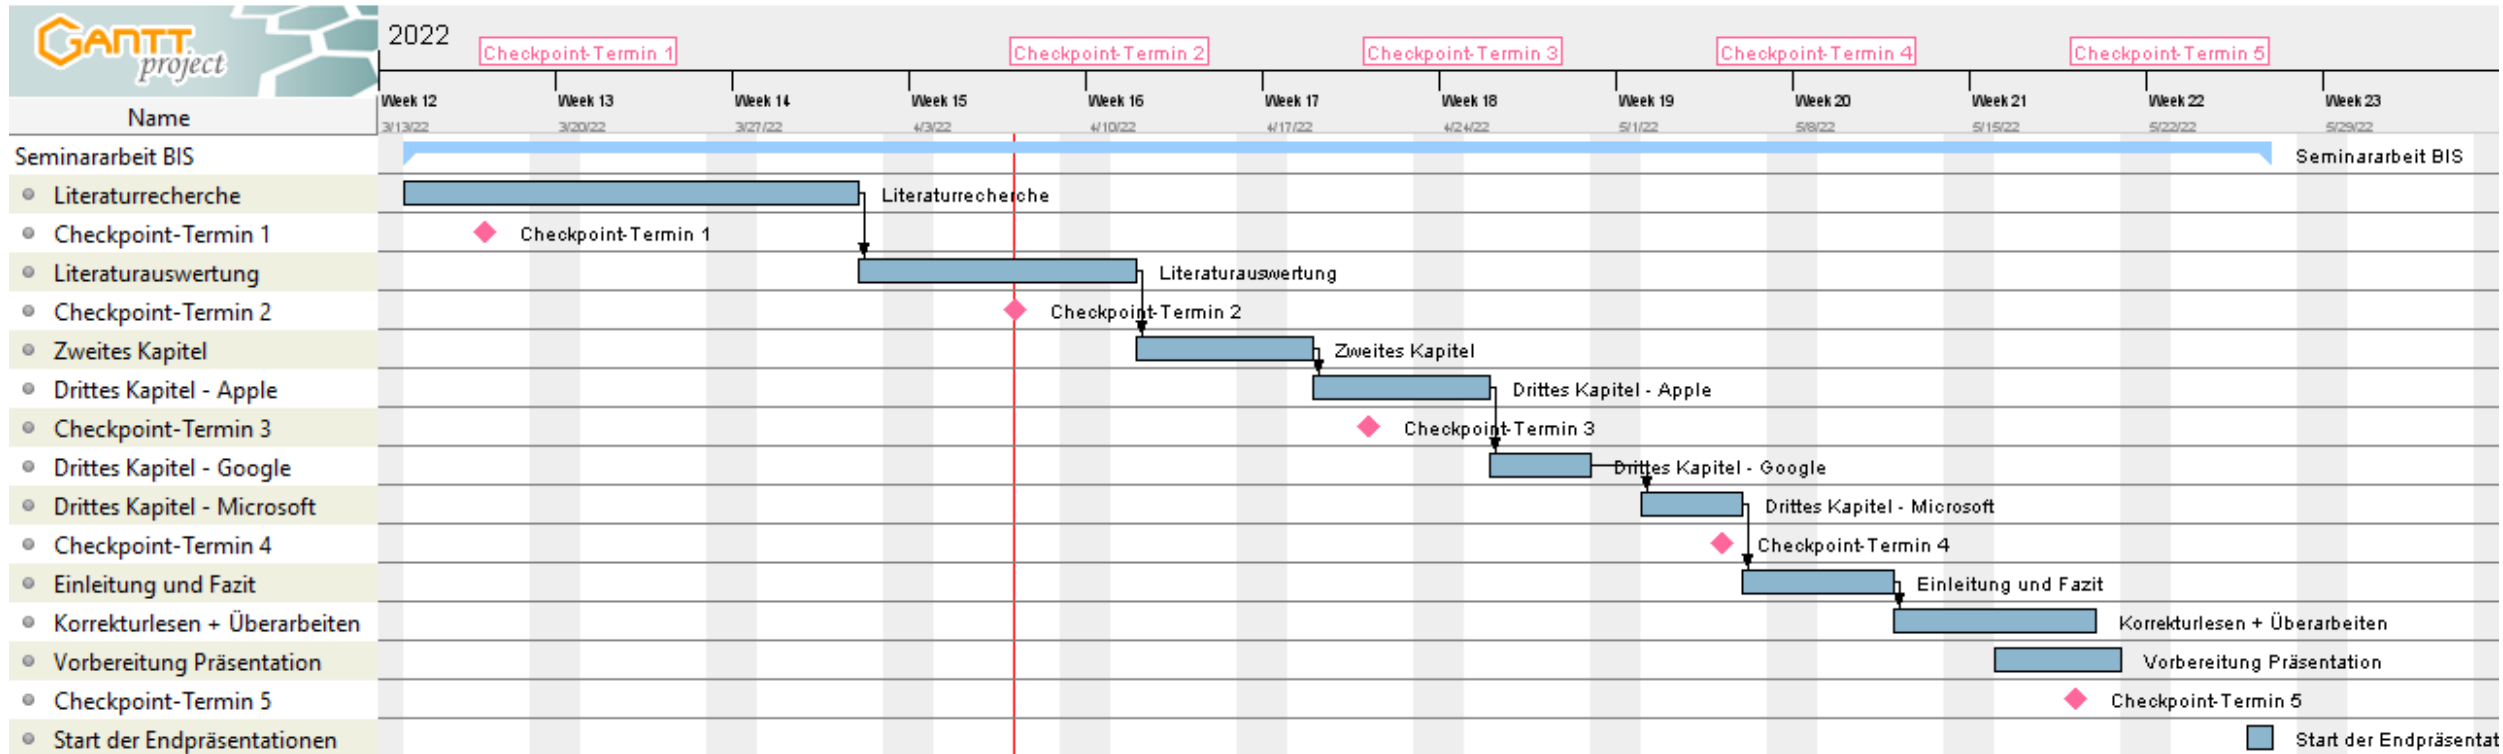 GANTT
project
2022
Checkpoint-Termin 1
Checkpoint-Termin 2
Checkpoint-Termin 3
Checkpoint-Termin 4
Checkpoint-Termin 5
Name
Week 12
Week 13
Week 14
Week 15
Week 16
Week 17
Week 18
Week 19
Week 20
Week 21
Week 22
Week 23
3/13/22
3/20/22
3/27/22
4/3/22
4/10/22
4/17/22
4/24/22
5/1/22
5/8/22
5/15/22
5/22/22
5/29/22
Seminararbeit BIS
Seminararbeit BIS
Literaturrecherche
Literaturrecherche
Checkpoint-Termin 1
Checkpoint-Termin 1
Literaturauswertung
Literaturauswertung
Checkpoint-Termin 2
Checkpoint-Termin 2
Zweites Kapitel
Zweites Kapitel
Drittes Kapitel - Apple
Drittes Kapitel - Apple
Checkpoint-Termin 3
Checkpoint-Termin 3
Drittes Kapitel - Google
Drittes Kapitel - Google
Drittes Kapitel - Microsoft
Drittes Kapitel - Microsoft
Checkpoint-Termin 4
Checkpoint-Termin 4
Einleitung und Fazit
Einleitung und Fazit
Korrekturlesen + Überarbeiten
Korrekturlesen + Überarbeiten
Vorbereitung Präsentation
Vorbereitung Präsentation
Checkpoint-Termin 5
Checkpoint-Termin 5
Start der Endpräsentationen
Start der Endpräsentat